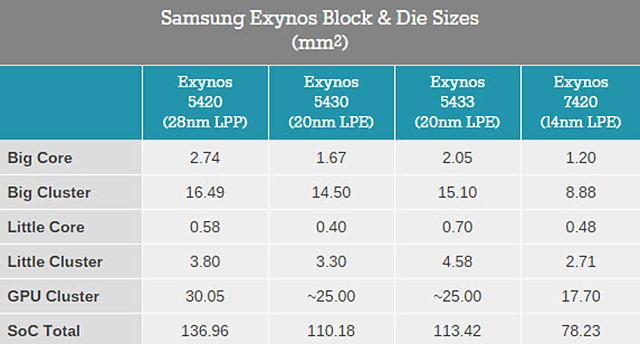 Samsung Exynos Block & Die Sizes
(mm2)
Exynos 5420 (28nm LPP) Exynos 5430 (20nm LPE) Exynos 5433 (20nm LPE) Exynos 7420 (14nm LPE)
Big Core 2.74 1.67 2.05 1.20
Big Cluster 16.49 14.50 15.10 8.88
Little Core 0.58 0.40 0.70 0.48
Little Cluster 3.80 3.30 4.58 2.71
GPU Cluster 30.05 ~25.00 ~25.00 17.70
SoC Total 136.96 110.18 113.42 78.23